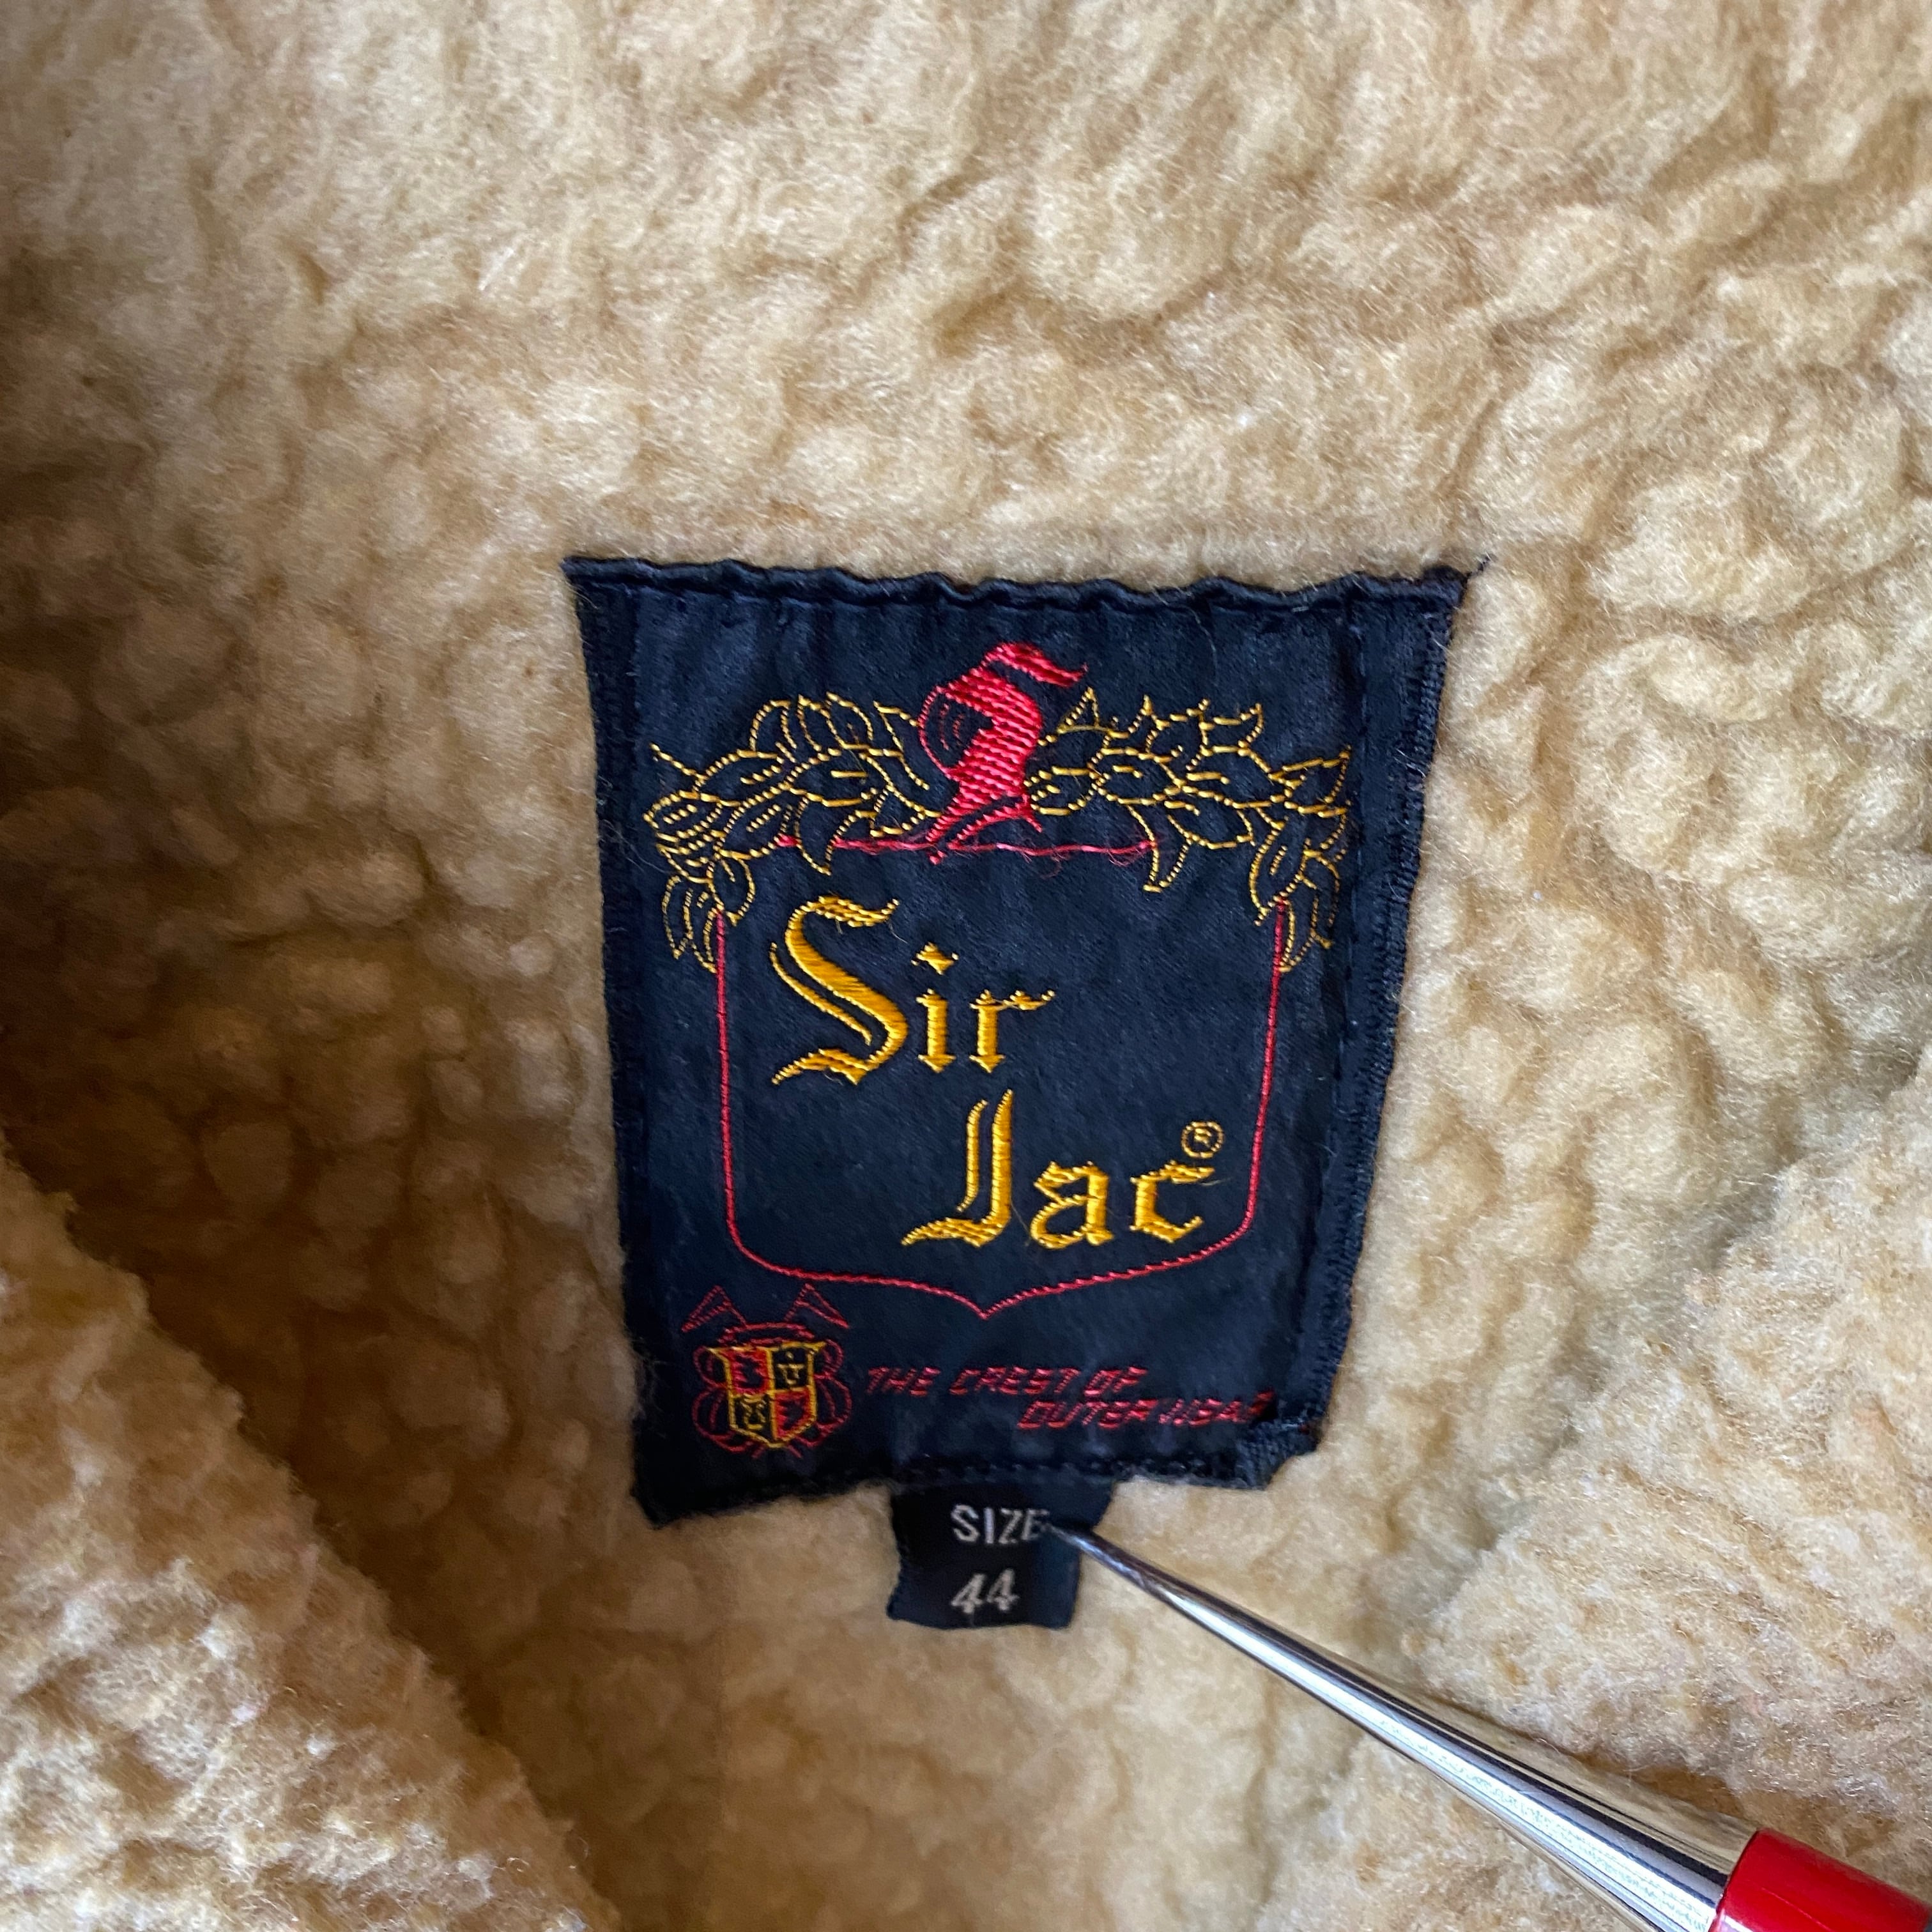 Sir
Jac®
THE CREST OF
OUTER WEAR
SIZE
44